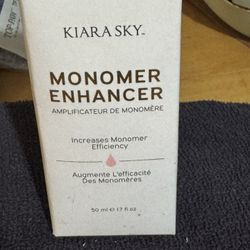 KIARA SKY™
MONOMER
ENHANCER
AMPLIFICATEUR DE MONOMÈRE
Increases Monomer
Efficiency
Augmente L'efficacité
Des Monomères
50 ml e 1.7 fl oz